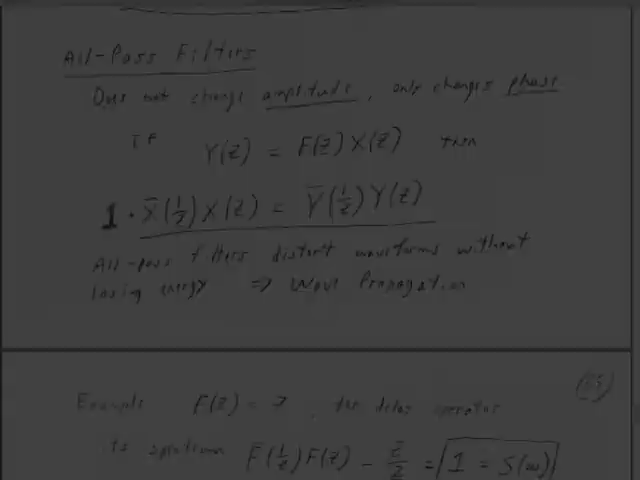 All-Pass Filters
Does not change amplitude, only changes phase
If Y(Z) = F(Z) X(Z) then
1 · X̄(1/Z) X(Z) = Ȳ(1/Z) Y(Z)
All-pass filters distort waveforms without
losing energy => Wave Propagation
Example F(Z) = Z, the delay operator
Its spectrum F̄(1/Z) F(Z) = Z/Z = 1 = S(ω)